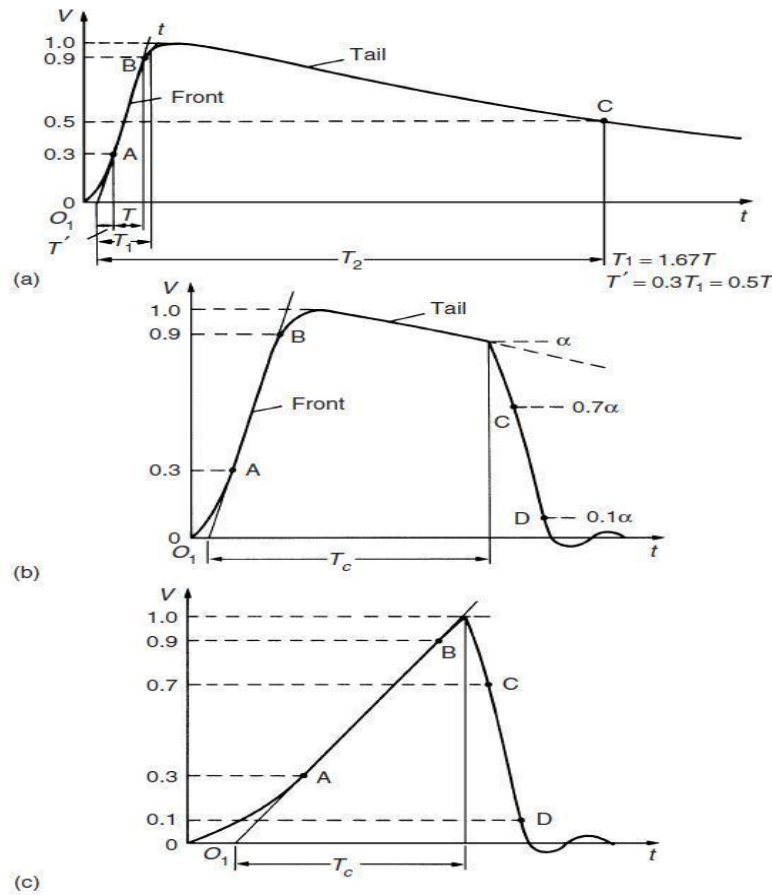 V
t
1.0
0.9
B
Tail
Front
C
0.5
0.3
A
0
O₁
T
t
T′
T₁
T₂
T₁ = 1.67T
T′ = 0.3T₁ = 0.5T
(a)
V
Tail
1.0
0.9
B
α
Front
C
0.7α
0.3
A
D
0.1α
0
O₁
T_c
t
(b)
V
1.0
0.9
B
0.7
C
0.3
A
0.1
D
0
O₁
T_c
t
(c)